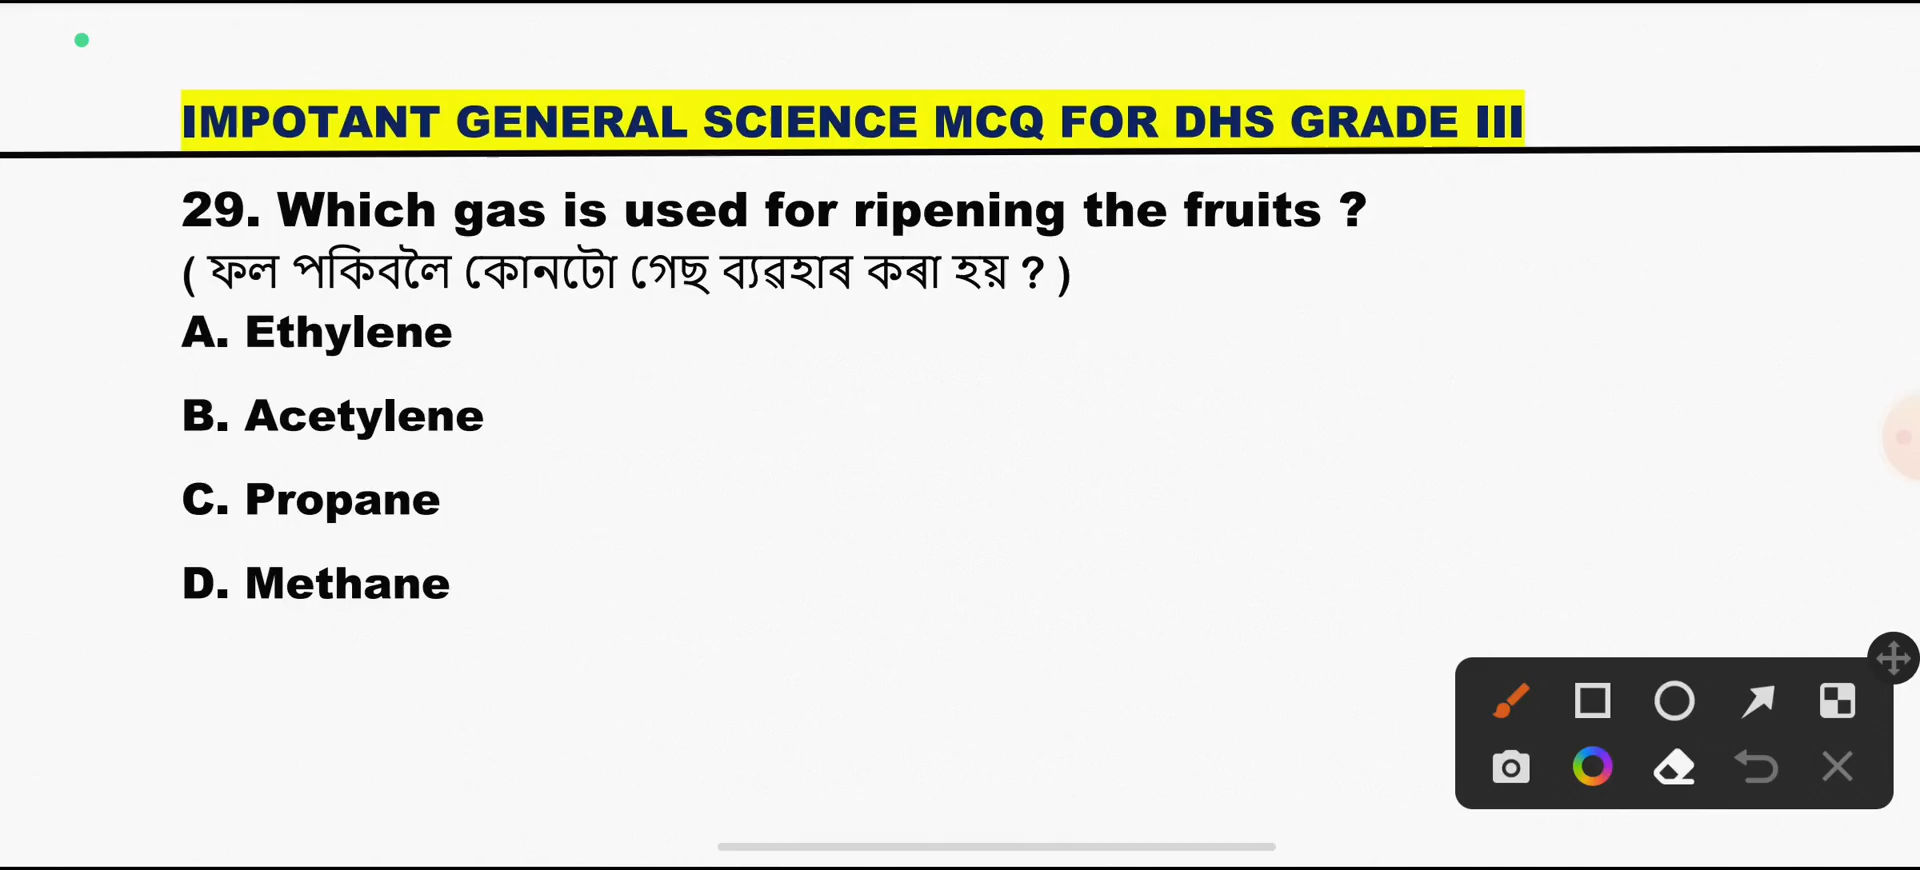 IMPOTANT GENERAL SCIENCE MCQ FOR DHS GRADE III
29. Which gas is used for ripening the fruits ?
( ফল পকিবলৈ কোনটো গেছ ব্যৱহাৰ কৰা হয় ? )
A. Ethylene
B. Acetylene
C. Propane
D. Methane